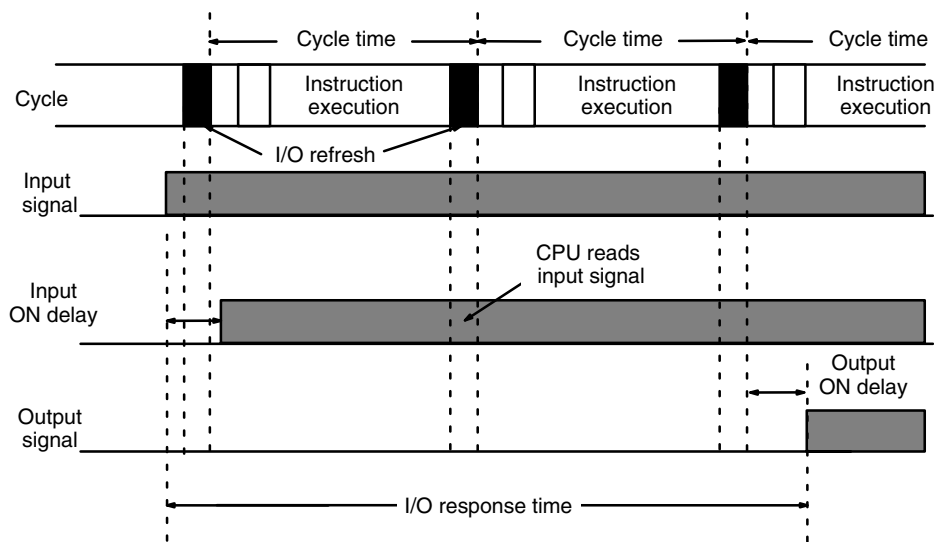 Cycle time
Cycle time
Cycle time
Cycle
Instruction
execution
Instruction
execution
Instruction
execution
I/O refresh
Input
signal
CPU reads
input signal
Input
ON delay
Output
ON delay
Output
signal
I/O response time